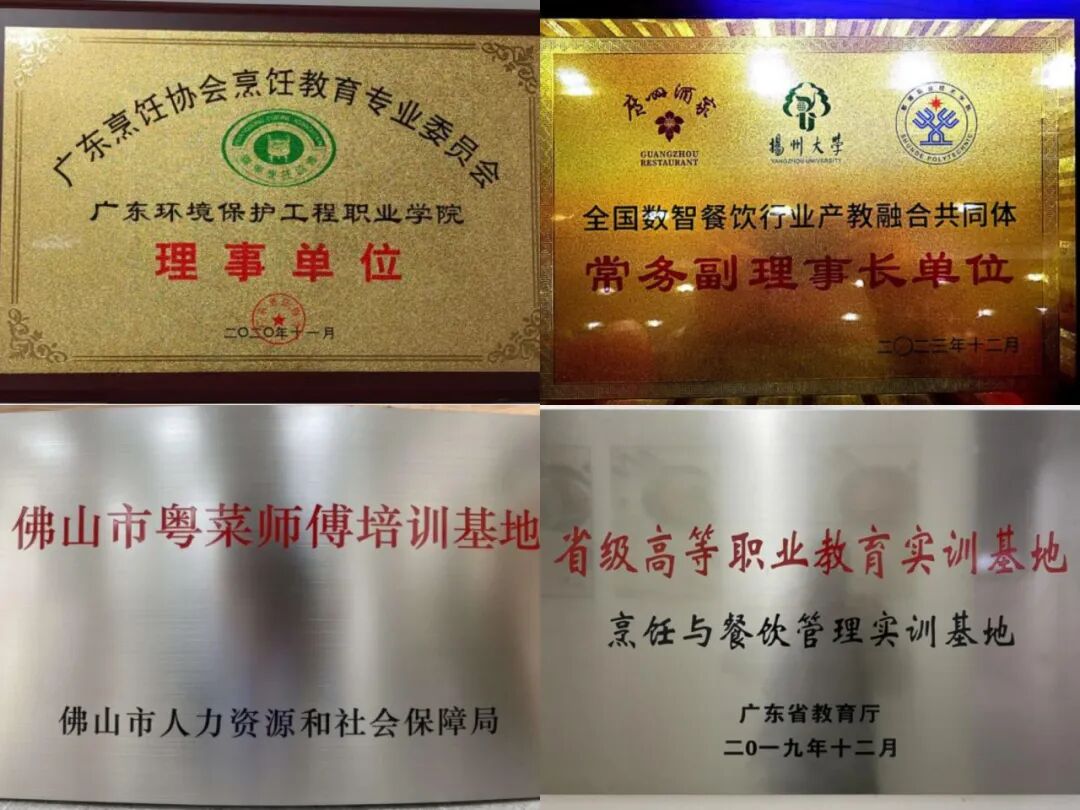 广东烹饪协会烹饪教育专业委员会
广东环境保护工程职业学院
理事单位
二〇二〇年十一月
广州酒家
GUANGZHOU
RESTAURANT
揚州大学
YANGZHOU UNIVERSITY
SHUNDE POLYTECHNIC
全国数智餐饮行业产教融合共同体
常务副理事长单位
二〇二三年十二月
佛山市粤菜师傅培训基地
佛山市人力资源和社会保障局
省级高等职业教育实训基地
烹饪与餐饮管理实训基地
广东省教育厅
二0一九年十二月